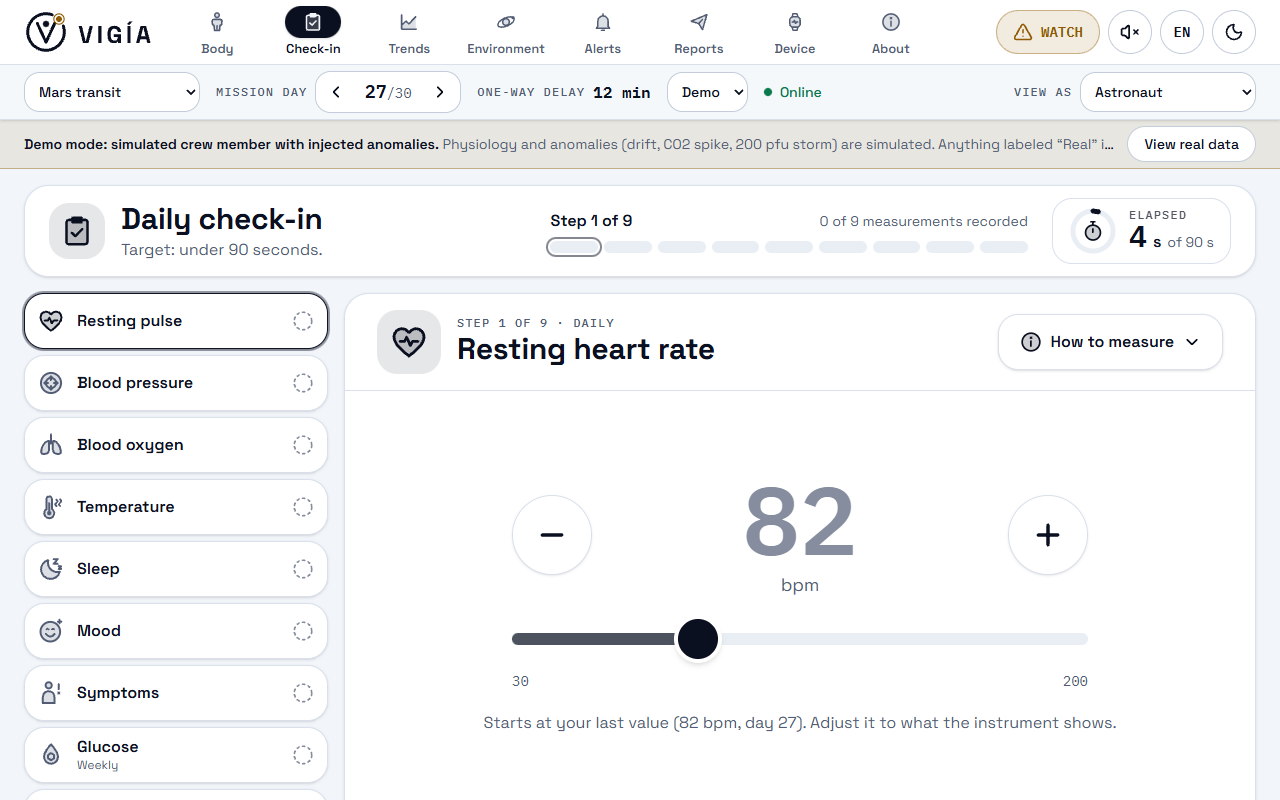 VIGÍA
Body
Check-in
Trends
Environment
Alerts
Reports
Device
About
WATCH
EN
Mars transit
MISSION DAY
27/30
ONE-WAY DELAY 12 min
Demo
Online
VIEW AS
Astronaut
Demo mode: simulated crew member with injected anomalies. Physiology and anomalies (drift, CO2 spike, 200 pfu storm) are simulated. Anything labeled “Real” i…
View real data
Daily check-in
Target: under 90 seconds.
Step 1 of 9
0 of 9 measurements recorded
ELAPSED
4 s of 90 s
Resting pulse
Blood pressure
Blood oxygen
Temperature
Sleep
Mood
Symptoms
Glucose
Weekly
STEP 1 OF 9 · DAILY
Resting heart rate
How to measure
82
bpm
30
200
Starts at your last value (82 bpm, day 27). Adjust it to what the instrument shows.